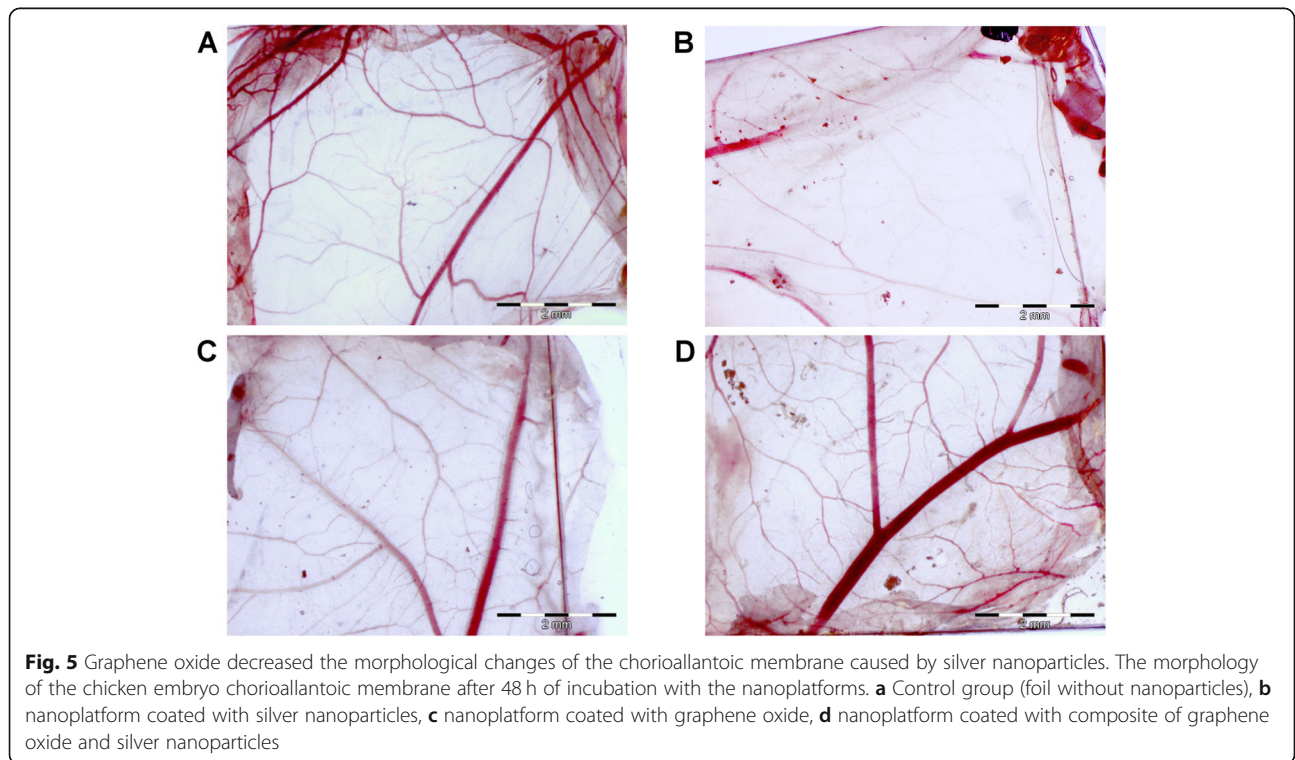 A
B
2 mm
2 mm
C
D
2 mm
2 mm
Fig. 5 Graphene oxide decreased the morphological changes of the chorioallantoic membrane caused by silver nanoparticles. The morphology
of the chicken embryo chorioallantoic membrane after 48 h of incubation with the nanoplatforms. a Control group (foil without nanoparticles), b
nanoplatform coated with silver nanoparticles, c nanoplatform coated with graphene oxide, d nanoplatform coated with composite of graphene
oxide and silver nanoparticles